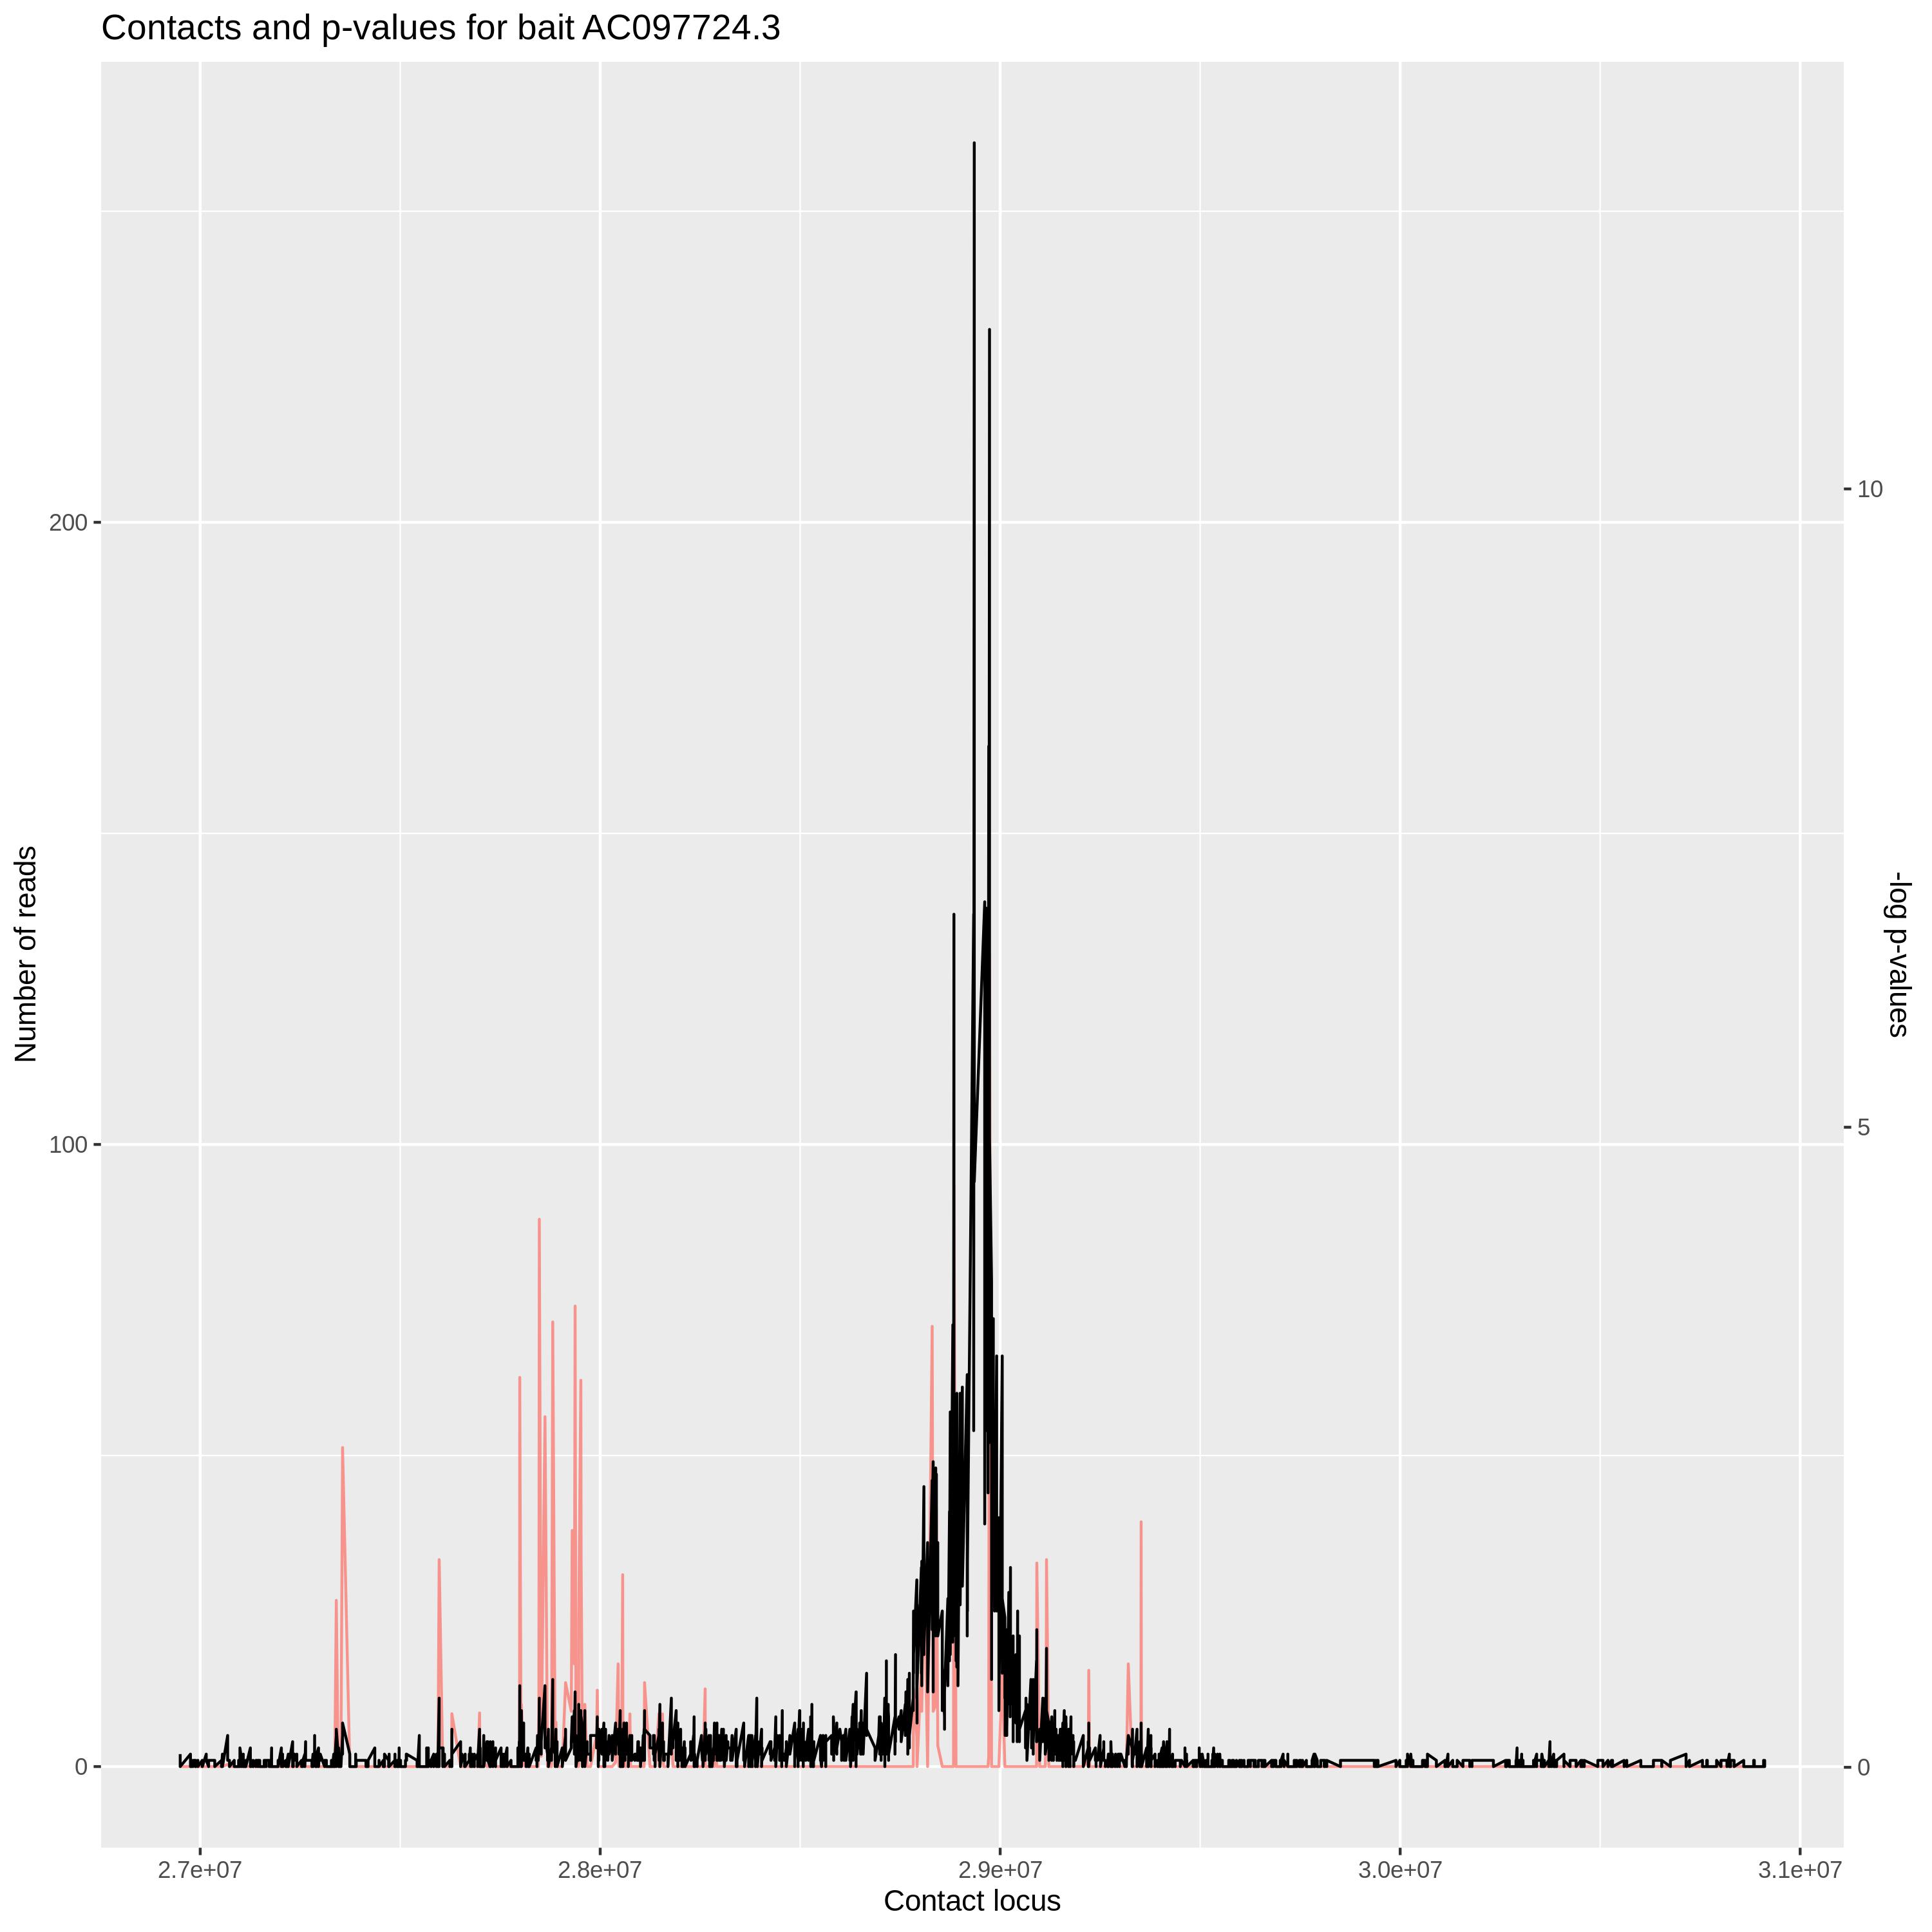 Contacts and p-values for bait AC097724.3
Number of reads
200
100
0
10
5
0
-log p-values
2.7e+07 2.8e+07 2.9e+07 3.0e+07 3.1e+07
Contact locus